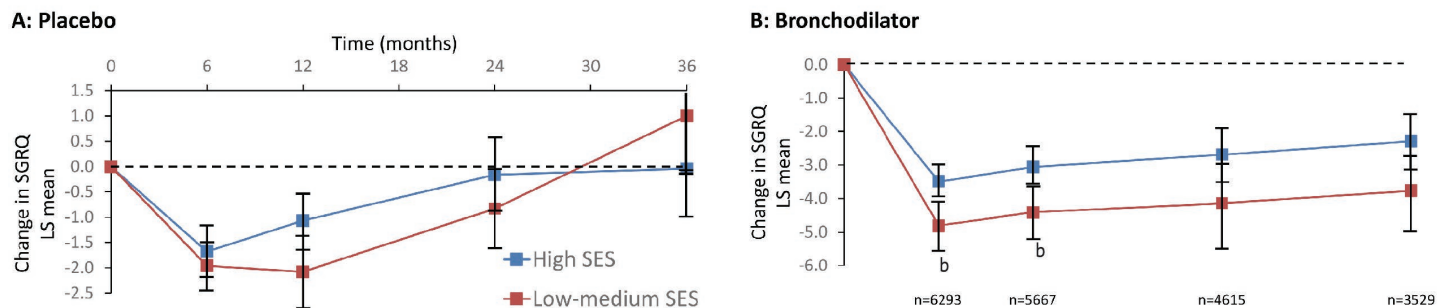 A: Placebo
Time (months)
0 6 12 18 24 30 36
1.5
1.0
0.5
0.0
-0.5
-1.0
-1.5
-2.0
-2.5
Change in SGRQ
LS mean
High SES
Low-medium SES
B: Bronchodilator
0.0
-1.0
-2.0
-3.0
-4.0
-5.0
-6.0
Change in SGRQ
LS mean
b
b
n=6293 n=5667 n=4615 n=3529